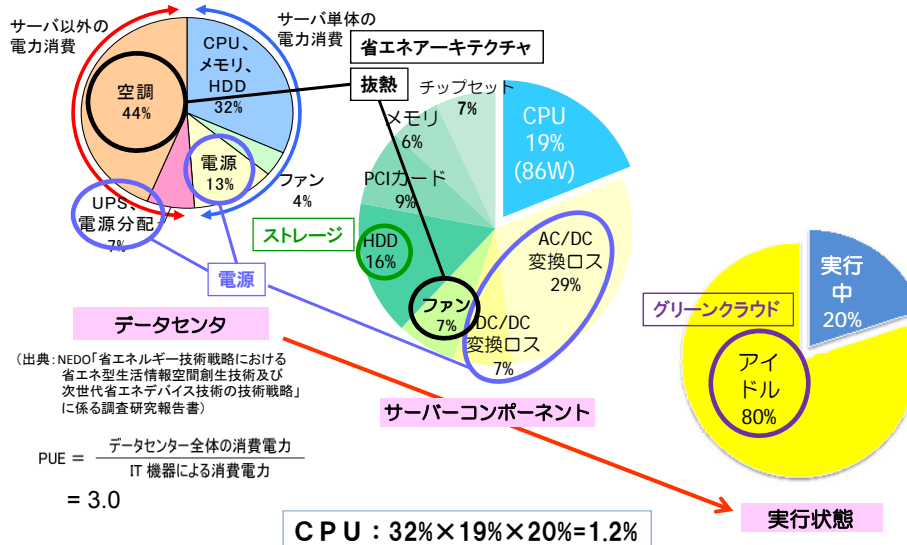 サーバ以外の
電力消費
サーバ単体の
電力消費
CPU、
メモリ、
HDD
32%
空調
44%
電源
13%
ファン
4%
UPS、
電源分配
7%
電源
データセンタ
(出典:NEDO「省エネルギー技術戦略における
省エネ型生活情報空間創生技術及び
次世代省エネデバイス技術の技術戦略」
に係る調査研究報告書)
PUE = データセンター全体の消費電力
IT 機器による消費電力
= 3.0
省エネアーキテクチャ
抜熱
チップセット
7%
メモリ
6%
PCIカード
9%
ストレージ
HDD
16%
ファン
7%
CPU
19%
(86W)
AC/DC
変換ロス
29%
DC/DC
変換ロス
7%
サーバーコンポーネント
グリーンクラウド
実行
中
20%
アイ
ドル
80%
実行状態
CPU:32%×19%×20%=1.2%